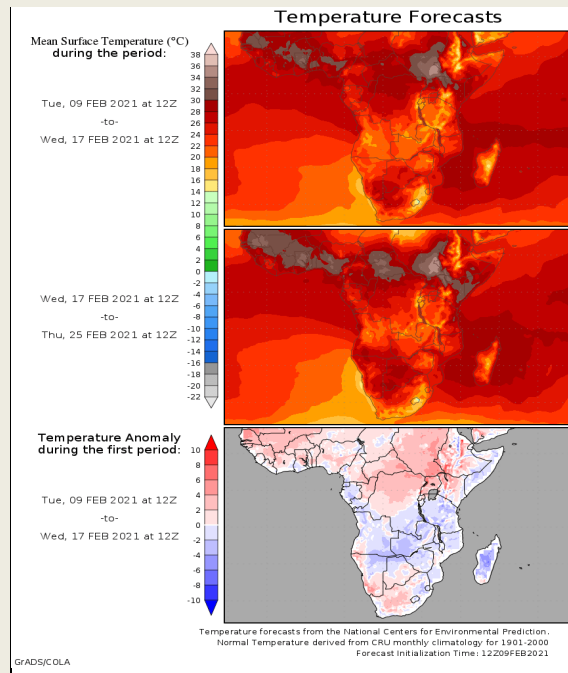 Temperature Forecasts
Mean Surface Temperature (°C)
during the period:
Tue, 09 FEB 2021 at 12Z
-to-
Wed, 17 FEB 2021 at 12Z
38
36
34
32
30
28
26
24
22
20
18
16
14
12
10
8
6
4
2
0
-2
-4
-6
-8
-10
-12
-14
-16
-18
-20
-22
Wed, 17 FEB 2021 at 12Z
-to-
Thu, 25 FEB 2021 at 12Z
Temperature Anomaly
during the first period:
Tue, 09 FEB 2021 at 12Z
-to-
Wed, 17 FEB 2021 at 12Z
10
8
6
4
2
0
-2
-4
-6
-8
-10
Temperature forecasts from the National Centers for Environmental Prediction.
Normal Temperature derived from CRU monthly climatology for 1901-2000
Forecast Initialization Time: 12Z09FEB2021
GrADS/COLA